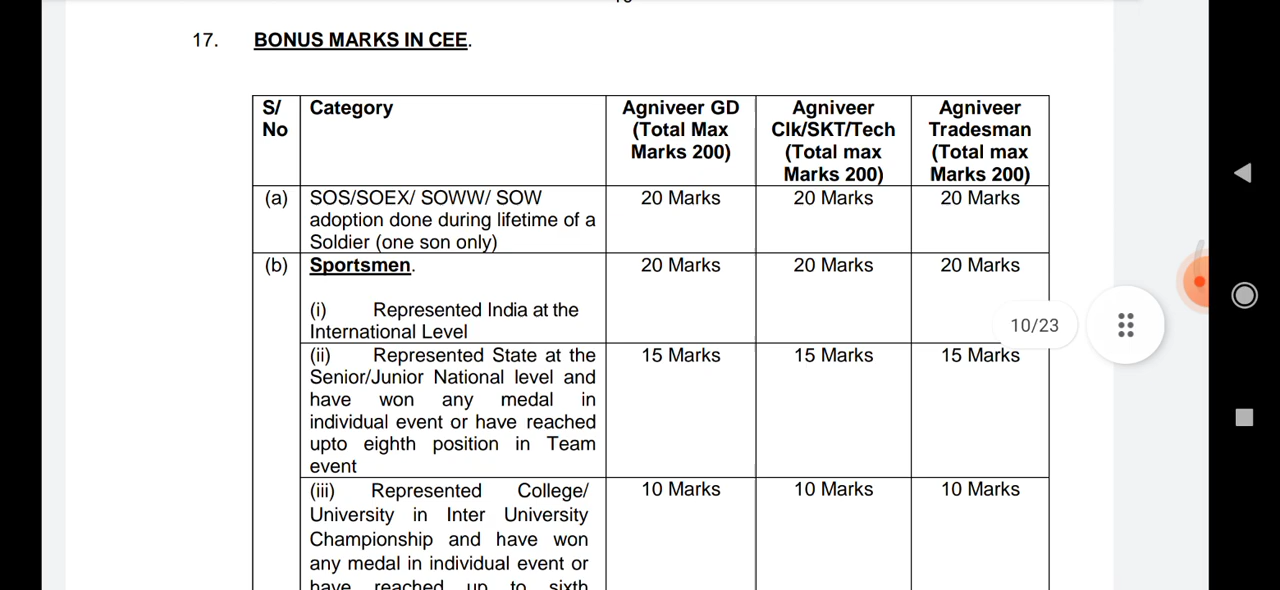 17. BONUS MARKS IN CEE.
S/ No
Category
Agniveer GD (Total Max Marks 200)
Agniveer Clk/SKT/Tech (Total max Marks 200)
Agniveer Tradesman (Total max Marks 200)
(a)
SOS/SOEX/ SOWW/ SOW
adoption done during lifetime of a
Soldier (one son only)
20 Marks
20 Marks
20 Marks
(b)
Sportsmen.
(i) Represented India at the
International Level
20 Marks
20 Marks
20 Marks
10/23
(ii) Represented State at the
Senior/Junior National level and
have won any medal in
individual event or have reached
upto eighth position in Team
event
15 Marks
15 Marks
15 Marks
(iii) Represented College/
University in Inter University
Championship and have won
any medal in individual event or
have reached up to sixth
10 Marks
10 Marks
10 Marks